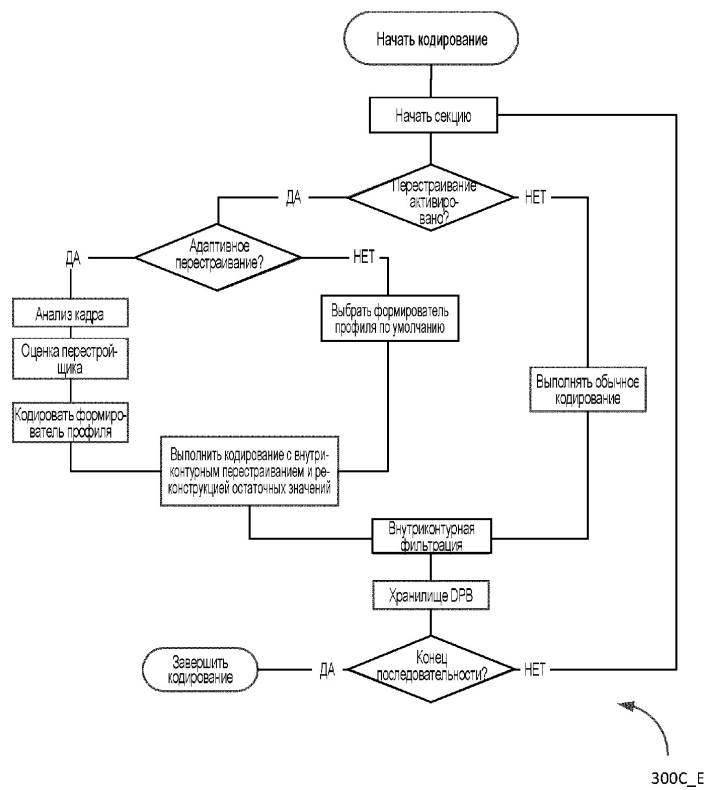 Начать кодирование
Начать секцию
Перестраивание
активиро-
вано?
ДА
НЕТ
Адаптивное
перестраивание?
ДА
НЕТ
Анализ кадра
Выбрать формирователь
профиля по умолчанию
Оценка перестрой-
щика
Выполнять обычное
кодирование
Кодировать формиро-
ватель профиля
Выполнить кодирование с внутри-
контурным перестраиванием и ре-
конструкцией остаточных значений
Внутриконтурная
фильтрация
Хранилище DPB
Конец
последовательности?
ДА
НЕТ
Завершить
кодирование
300C_E